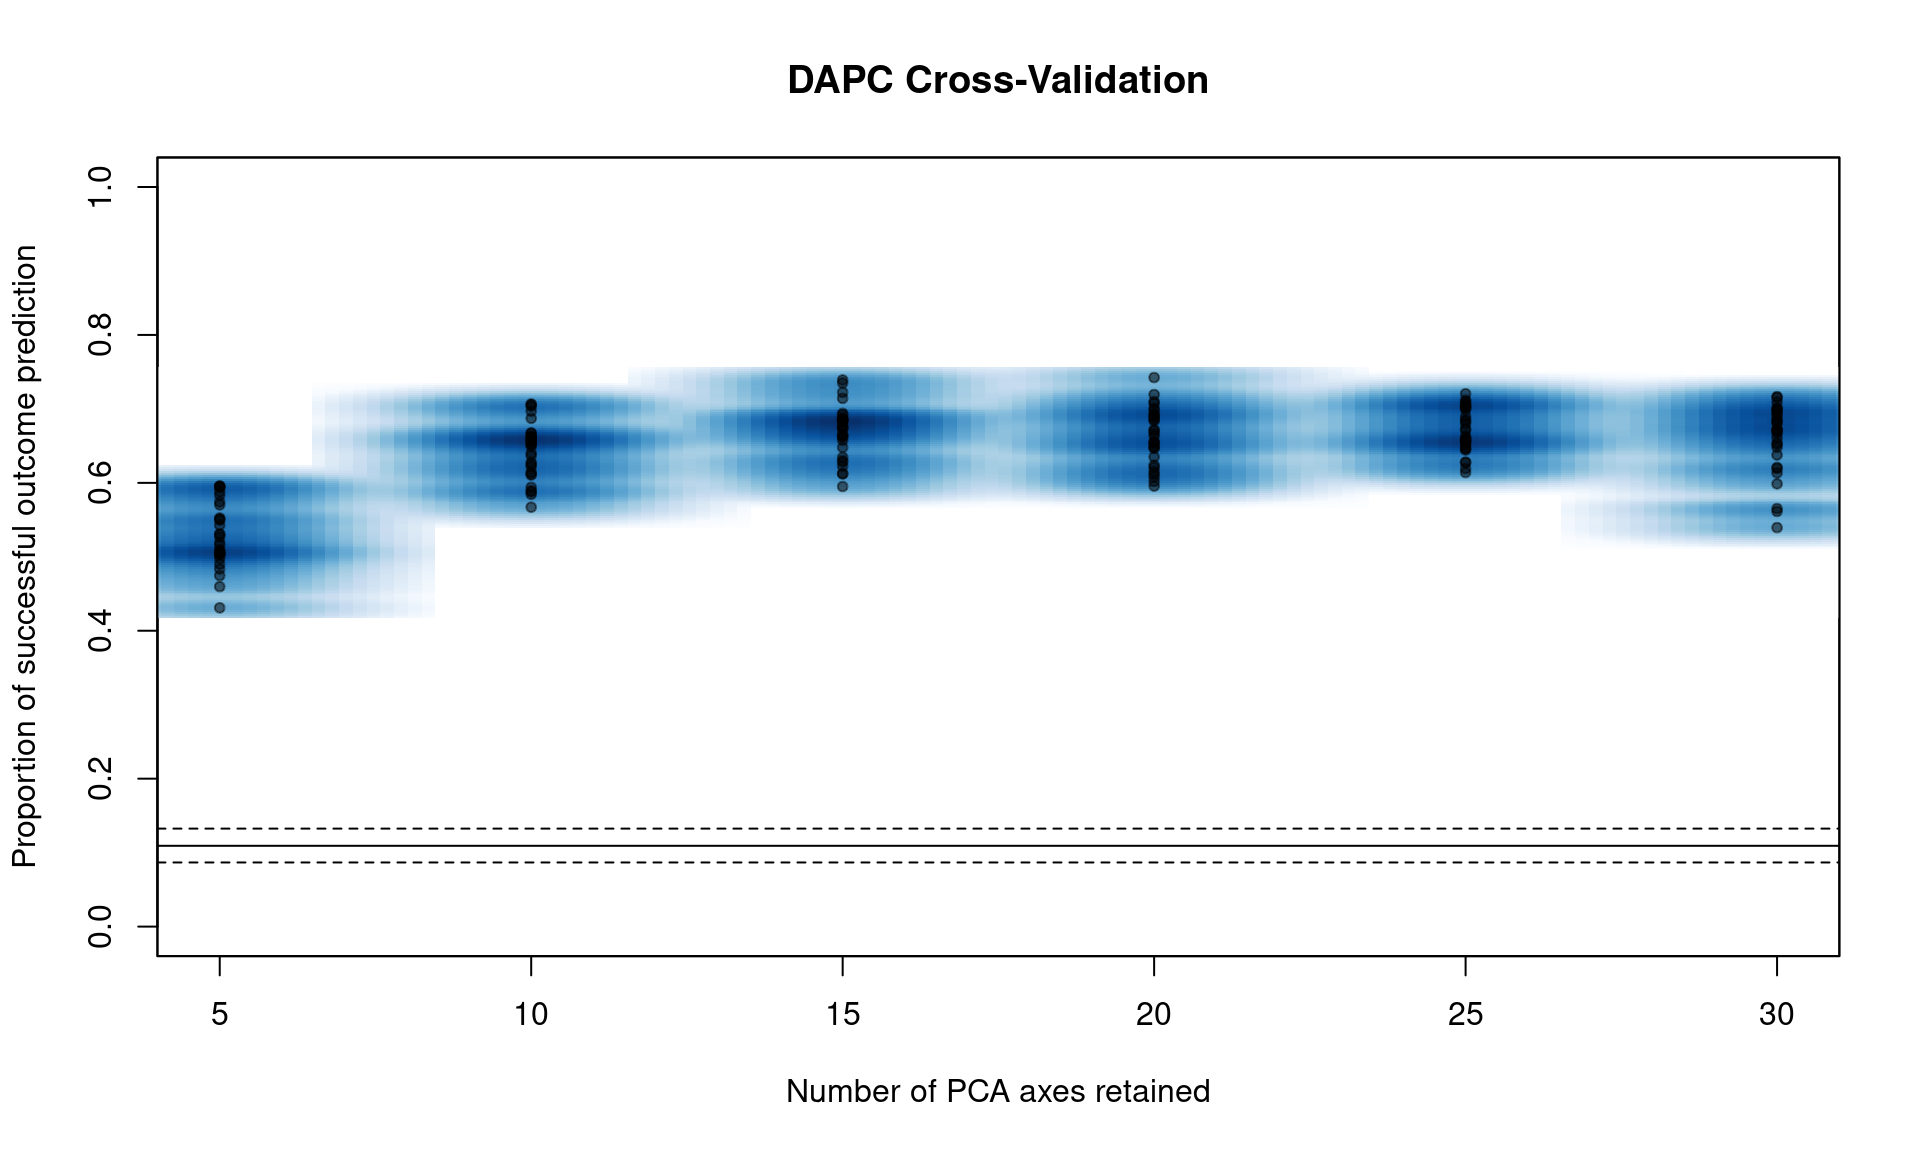 DAPC Cross-Validation
Proportion of successful outcome prediction
1.0
0.8
0.6
0.4
0.2
0.0
5 10 15 20 25 30
Number of PCA axes retained